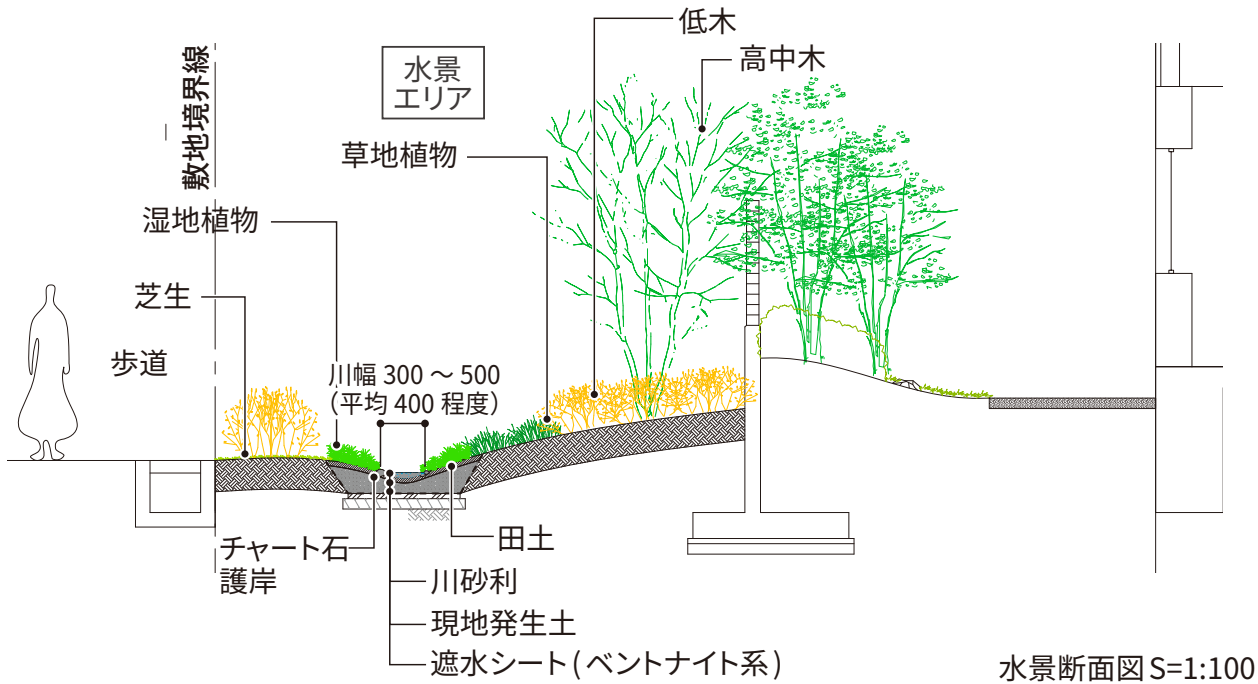 低木
高中木
水景
エリア
敷地境界線
草地植物
湿地植物
芝生
歩道
川幅 300 ～ 500
（平均 400 程度）
チャート石
護岸
田土
川砂利
現地発生土
遮水シート ( ベントナイト系 )
水景断面図 S=1:100